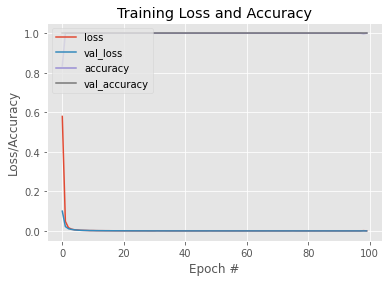 Training Loss and Accuracy
Loss/Accuracy
1.0
0.8
0.6
0.4
0.2
0.0
loss
val_loss
accuracy
val_accuracy
0 20 40 60 80 100
Epoch #